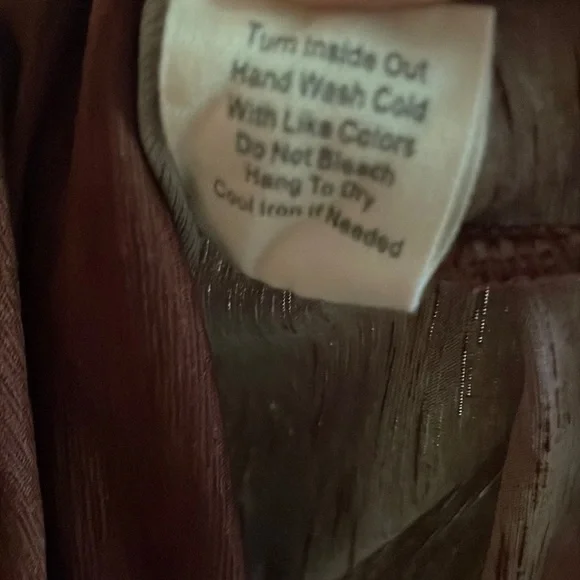 Turn Inside Out
Hand Wash Cold
With Like Colors
Do Not Bleach
Hang To Dry
Cool Iron If Needed